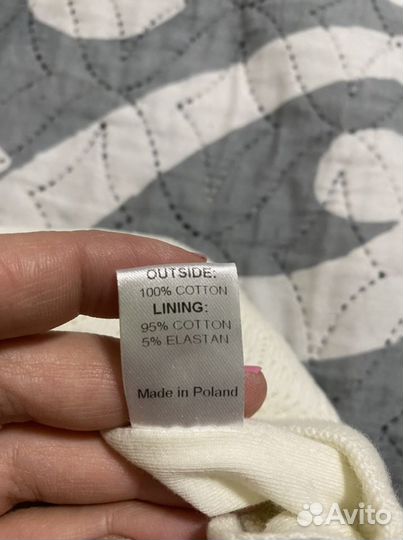 OUTSIDE:
100% COTTON
LINING:
95% COTTON
5% ELASTAN
Made in Poland
Avito